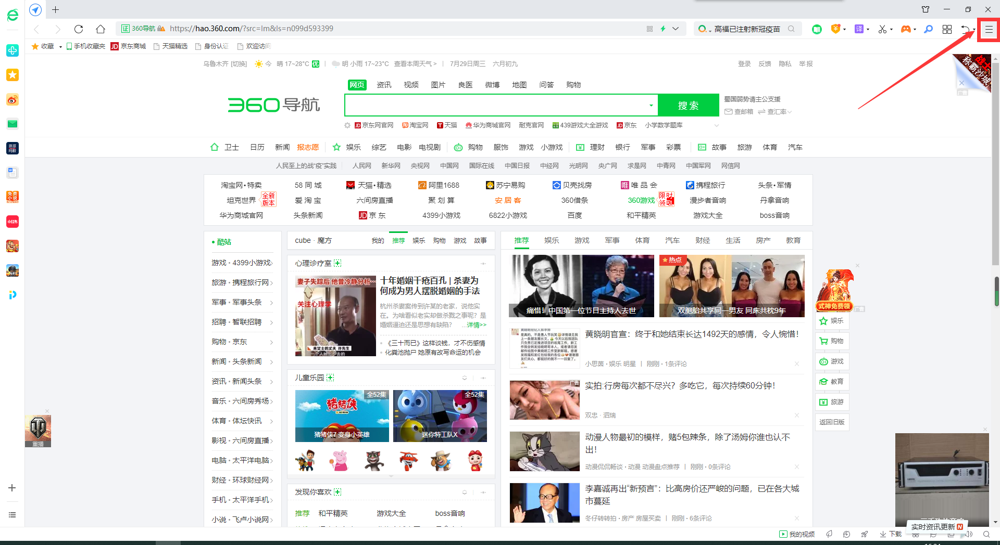 证 360导航 https://hao.360.com/?src=lm&ls=n099d593399
高福已注射新冠疫苗
译
收藏 手机收藏夹 JD 京东商城 天猫精选 身份认证 欢迎访问
乌鲁木齐 [切换] 今 晴 17~28°C 优 | 明 小雨 17~23°C 查看本周天气 > | 7月29日周三 六月初九
登录 反馈 隐私 举报
战士
称霸沙城
广告
网页 资讯 视频 图片 良医 微博 地图 问答 购物
360导航
搜索
蜀国弱势请主公支援
查邮箱 查汇率
JD 京东网官网 淘 淘宝网 T 天猫 华为商城官网 耐克官网 439游戏大全游戏 JD 京东 小学数学题库
卫士 日历 新闻 报志愿 娱乐 综艺 电影 电视剧 购物 服饰 游戏 小游戏 理财 银行 军事 彩票 故事 旅游 体育 汽车
人民至上的战“疫”实践 人民网 新华网 央视网 中国网 国际在线 中国日报 中经网 光明网 央广网 求是网 中青网 中国军网 网信网
淘宝网•特卖 58 同 城 天猫•精选 阿里1688 苏宁易购 贝壳找房 唯 唯 品 会 携程旅行 头条•军情
坦克世界 全新版本 爱 淘 宝 六间房直播 聚 划 算 安 居 客 360借条 360游戏 限时领取 漫步者音响 丹拿音响
华为商城官网 头条新闻 JD 京 东 4399小游戏 6822小游戏 百度 和平精英 游戏大全 boss音响
环球网校
W
免费小说
小红书
• 酷站
游戏 • 4399小游戏
旅游 • 携程旅行网
军事 • 军事头条
招聘 • 智联招聘
购物 • 京东
新闻 • 头条新闻
资讯 • 新闻头条
音乐 • 六间房秀场
体育 • 体坛快讯
影视 • 六间房直播
电脑 • 太平洋电脑
财经 • 环球财经网
手机 • 太平洋手机
小说 • 飞卢小说网
重播
cube · 魔方 我的 推荐 娱乐 购物 游戏 故事
心理诊疗室
妻子失踪后 他曾冷静分析…
关注心理学
来女士的丈夫 许先生
十年婚姻千疮百孔 | 杀妻为
何成为男人摆脱婚姻的手法
杭州杀妻案传到许某的老家，说他实
在。为啥看似老实却做杀戮之事呢？是
婚姻逼迫还是思想有缺陷？ ...详情>>
• 《三十而已》这样谈钱，才不伤感情
• 化粪池抛尸 她原有改写命运的机会
儿童乐园
全52集
猪猪侠
猪猪侠7 变身小英雄
全52集
迷你特工队X
发现你喜欢
推荐 和平精英 游戏大全 boss音响
推荐 娱乐 游戏 军事 体育 汽车 财经 生活 房产 教育
痛惜！中国第一位节目主持人去世
热点
双胞胎共享同一男友 同床共枕9年
黄晓明官宣：终于和她结束长达1492天的感情，令人惋惜！
小思茵 · 娱乐 明星 | 刚刚 · 1条评论
广告
实拍:行房每次都不尽兴？多吃它，每次持续60分钟！
双忠 · 泗瑞
动漫人物最初的模样，赌5包辣条，除了汤姆你谁也认不
出！
动漫侃侃畅谈 · 动漫 动漫盘点推荐 | 刚刚 · 0条评论
李嘉诚再出“新预言”：比高房价还严峻的问题，已在各大城
市蔓延
冬仔转转拍 · 房产 房屋买卖 | 刚刚 · 6条评论
式神免费领
广告
娱乐
购物
游戏
教育
旅游
返回旧版
实时资讯更新 N
我的视频 下载